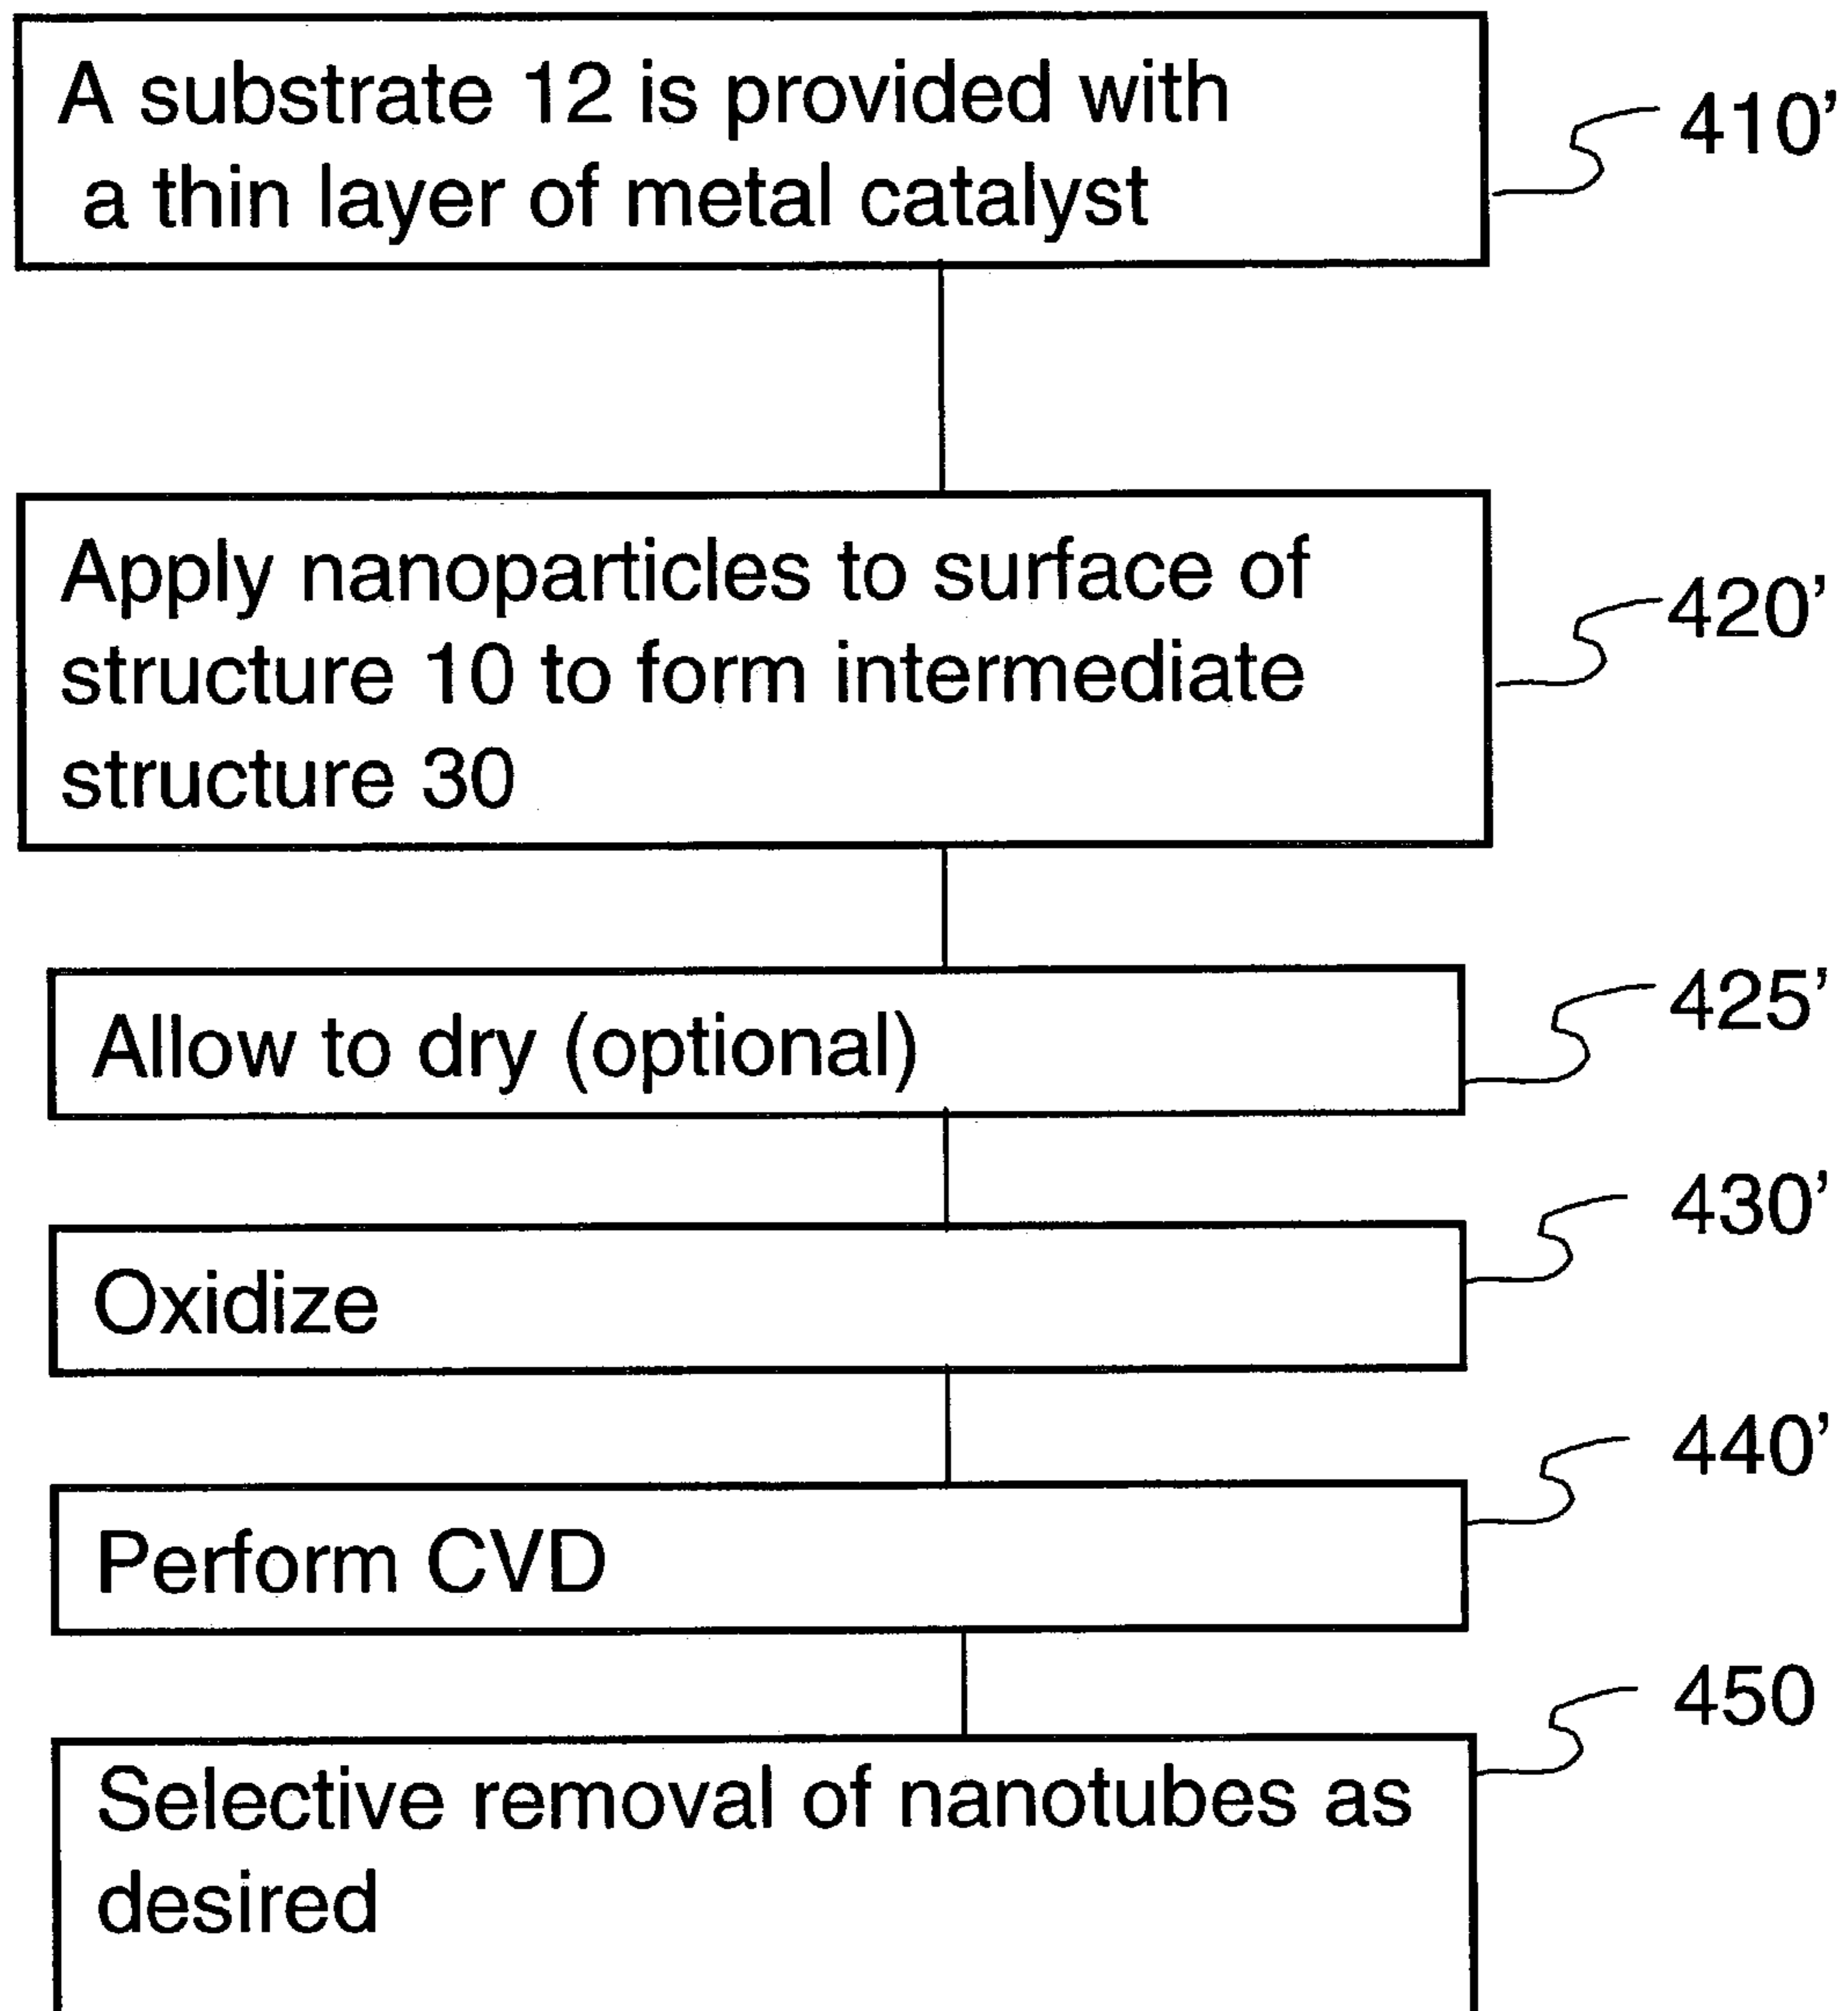 A substrate 12 is provided with
a thin layer of metal catalyst
410’
Apply nanoparticles to surface of
structure 10 to form intermediate
structure 30
420’
Allow to dry (optional)
425’
Oxidize
430’
Perform CVD
440’
Selective removal of nanotubes as
desired
450